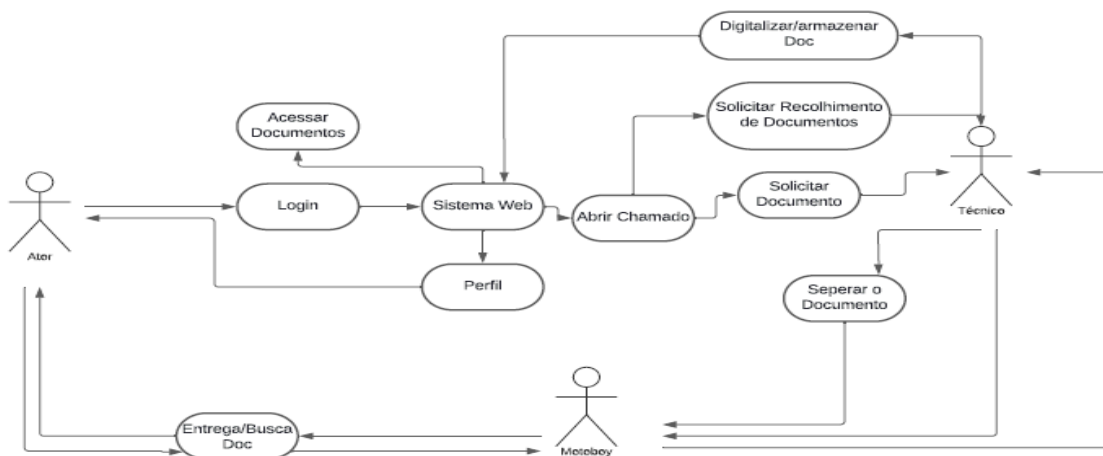 Digitalizar/armazenar
Doc
Acessar
Documentos
Solicitar Recolhimento
de Documentos
Login
Sistema Web
Abrir Chamado
Solicitar
Documento
Técnico
Ator
Perfil
Seperar o
Documento
Entrega/Busca
Doc
Motoboy